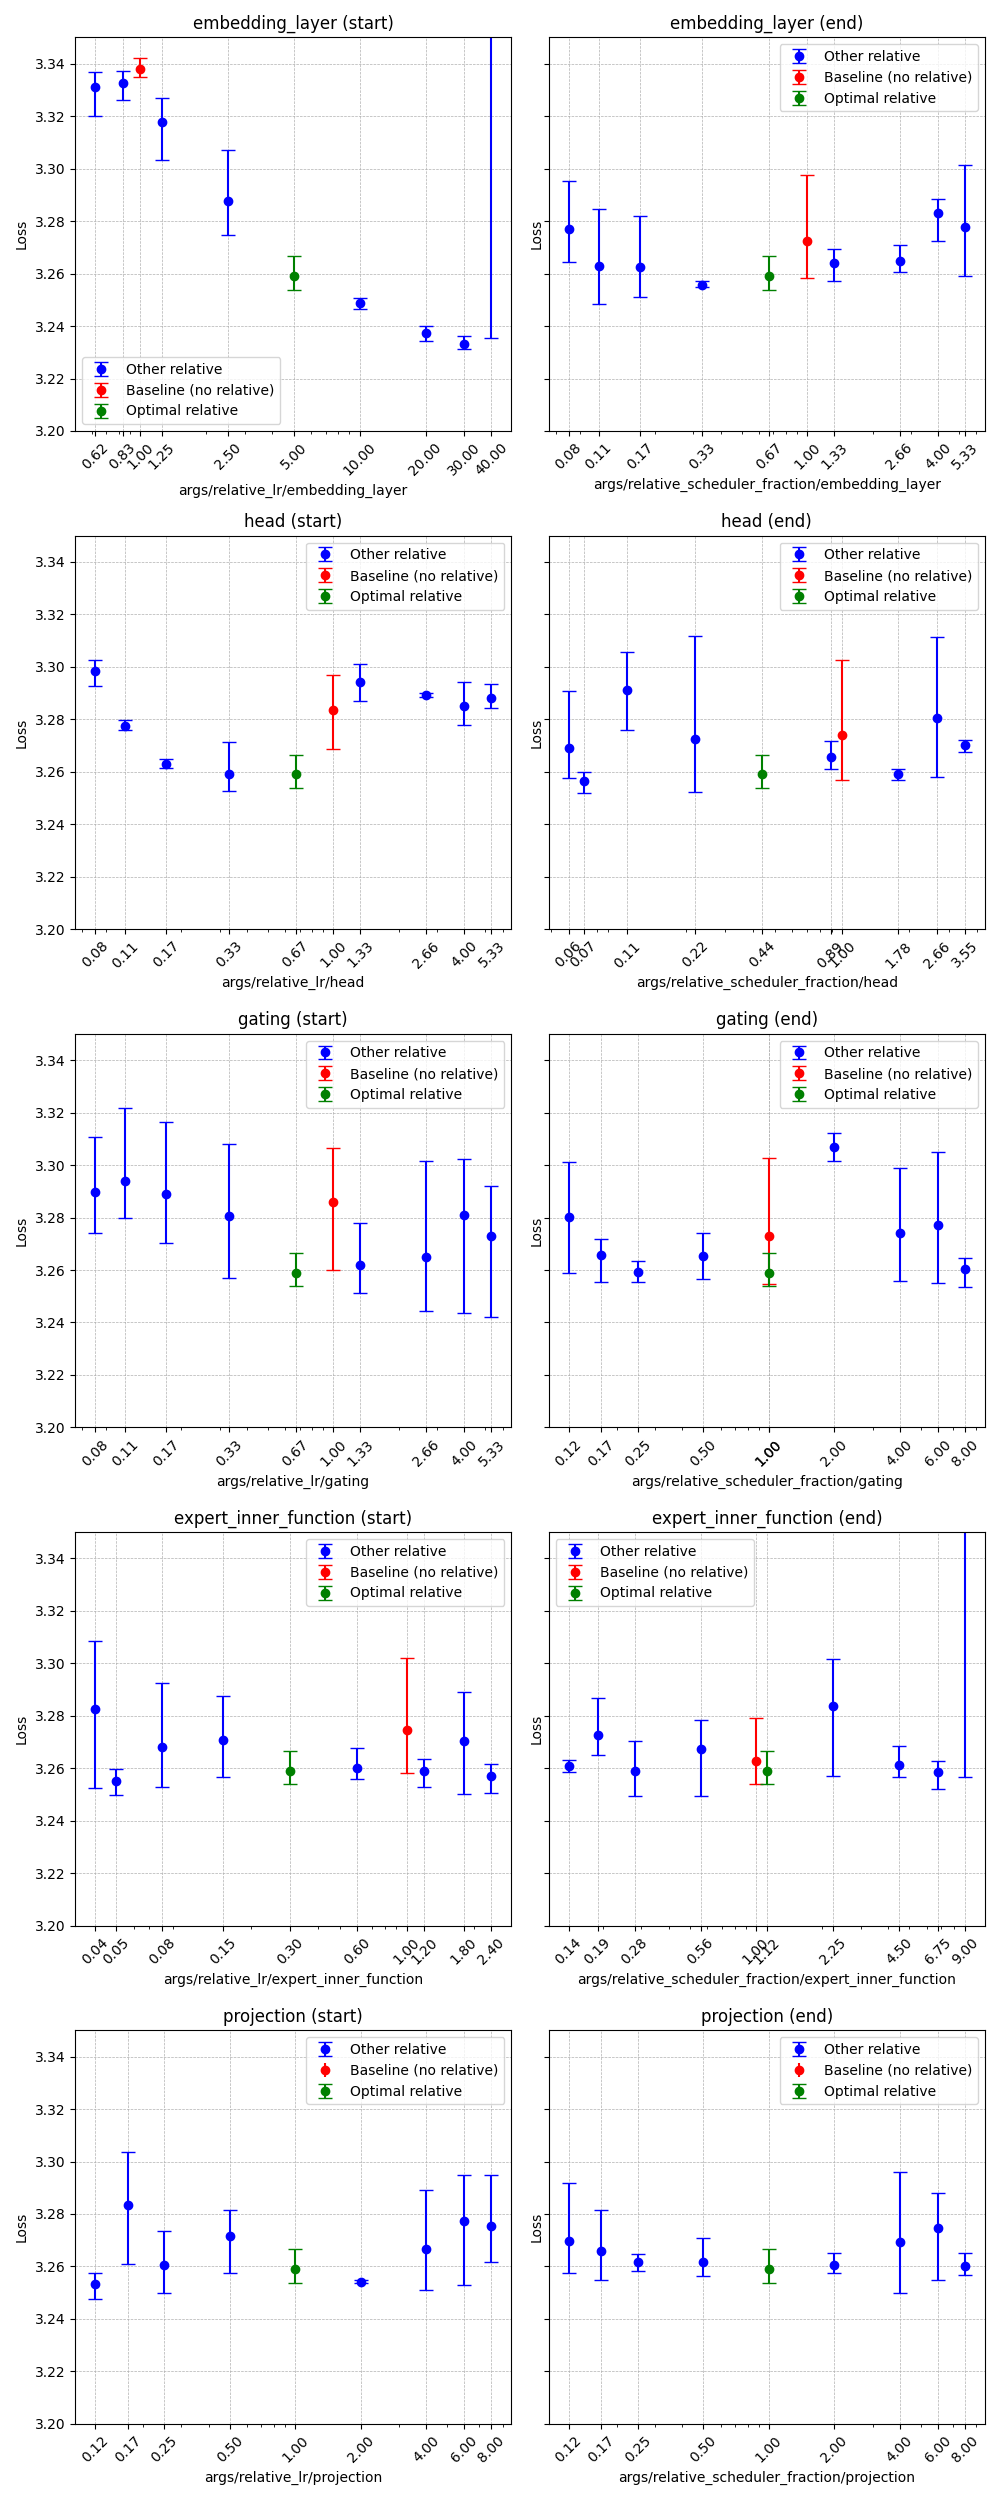 embedding_layer (start)
embedding_layer (end)
Loss
3.34
3.32
3.30
3.28
3.26
3.24
3.22
3.20
Other relative
Baseline (no relative)
Optimal relative
0.62
0.83
1.00
1.25
2.50
5.00
10.00
20.00
30.00
40.00
args/relative_lr/embedding_layer
Loss
Other relative
Baseline (no relative)
Optimal relative
0.08
0.11
0.17
0.33
0.67
1.00
1.33
2.66
4.00
5.33
args/relative_scheduler_fraction/embedding_layer
head (start)
head (end)
Loss
3.34
3.32
3.30
3.28
3.26
3.24
3.22
3.20
Other relative
Baseline (no relative)
Optimal relative
0.08
0.11
0.17
0.33
0.67
1.00
1.33
2.66
4.00
5.33
args/relative_lr/head
Loss
Other relative
Baseline (no relative)
Optimal relative
0.06
0.07
0.11
0.22
0.44
0.89
1.00
1.78
2.66
3.55
args/relative_scheduler_fraction/head
gating (start)
gating (end)
Loss
3.34
3.32
3.30
3.28
3.26
3.24
3.22
3.20
Other relative
Baseline (no relative)
Optimal relative
0.08
0.11
0.17
0.33
0.67
1.00
1.33
2.66
4.00
5.33
args/relative_lr/gating
Loss
Other relative
Baseline (no relative)
Optimal relative
0.12
0.17
0.25
0.50
1.00
2.00
4.00
6.00
8.00
args/relative_scheduler_fraction/gating
expert_inner_function (start)
expert_inner_function (end)
Loss
3.34
3.32
3.30
3.28
3.26
3.24
3.22
3.20
Other relative
Baseline (no relative)
Optimal relative
0.04
0.05
0.08
0.15
0.30
0.60
1.00
1.20
1.80
2.40
args/relative_lr/expert_inner_function
Loss
Other relative
Baseline (no relative)
Optimal relative
0.14
0.19
0.28
0.56
1.00
1.12
2.25
4.50
6.75
9.00
args/relative_scheduler_fraction/expert_inner_function
projection (start)
projection (end)
Loss
3.34
3.32
3.30
3.28
3.26
3.24
3.22
3.20
Other relative
Baseline (no relative)
Optimal relative
0.12
0.17
0.25
0.50
1.00
2.00
4.00
6.00
8.00
args/relative_lr/projection
Loss
Other relative
Baseline (no relative)
Optimal relative
0.12
0.17
0.25
0.50
1.00
2.00
4.00
6.00
8.00
args/relative_scheduler_fraction/projection